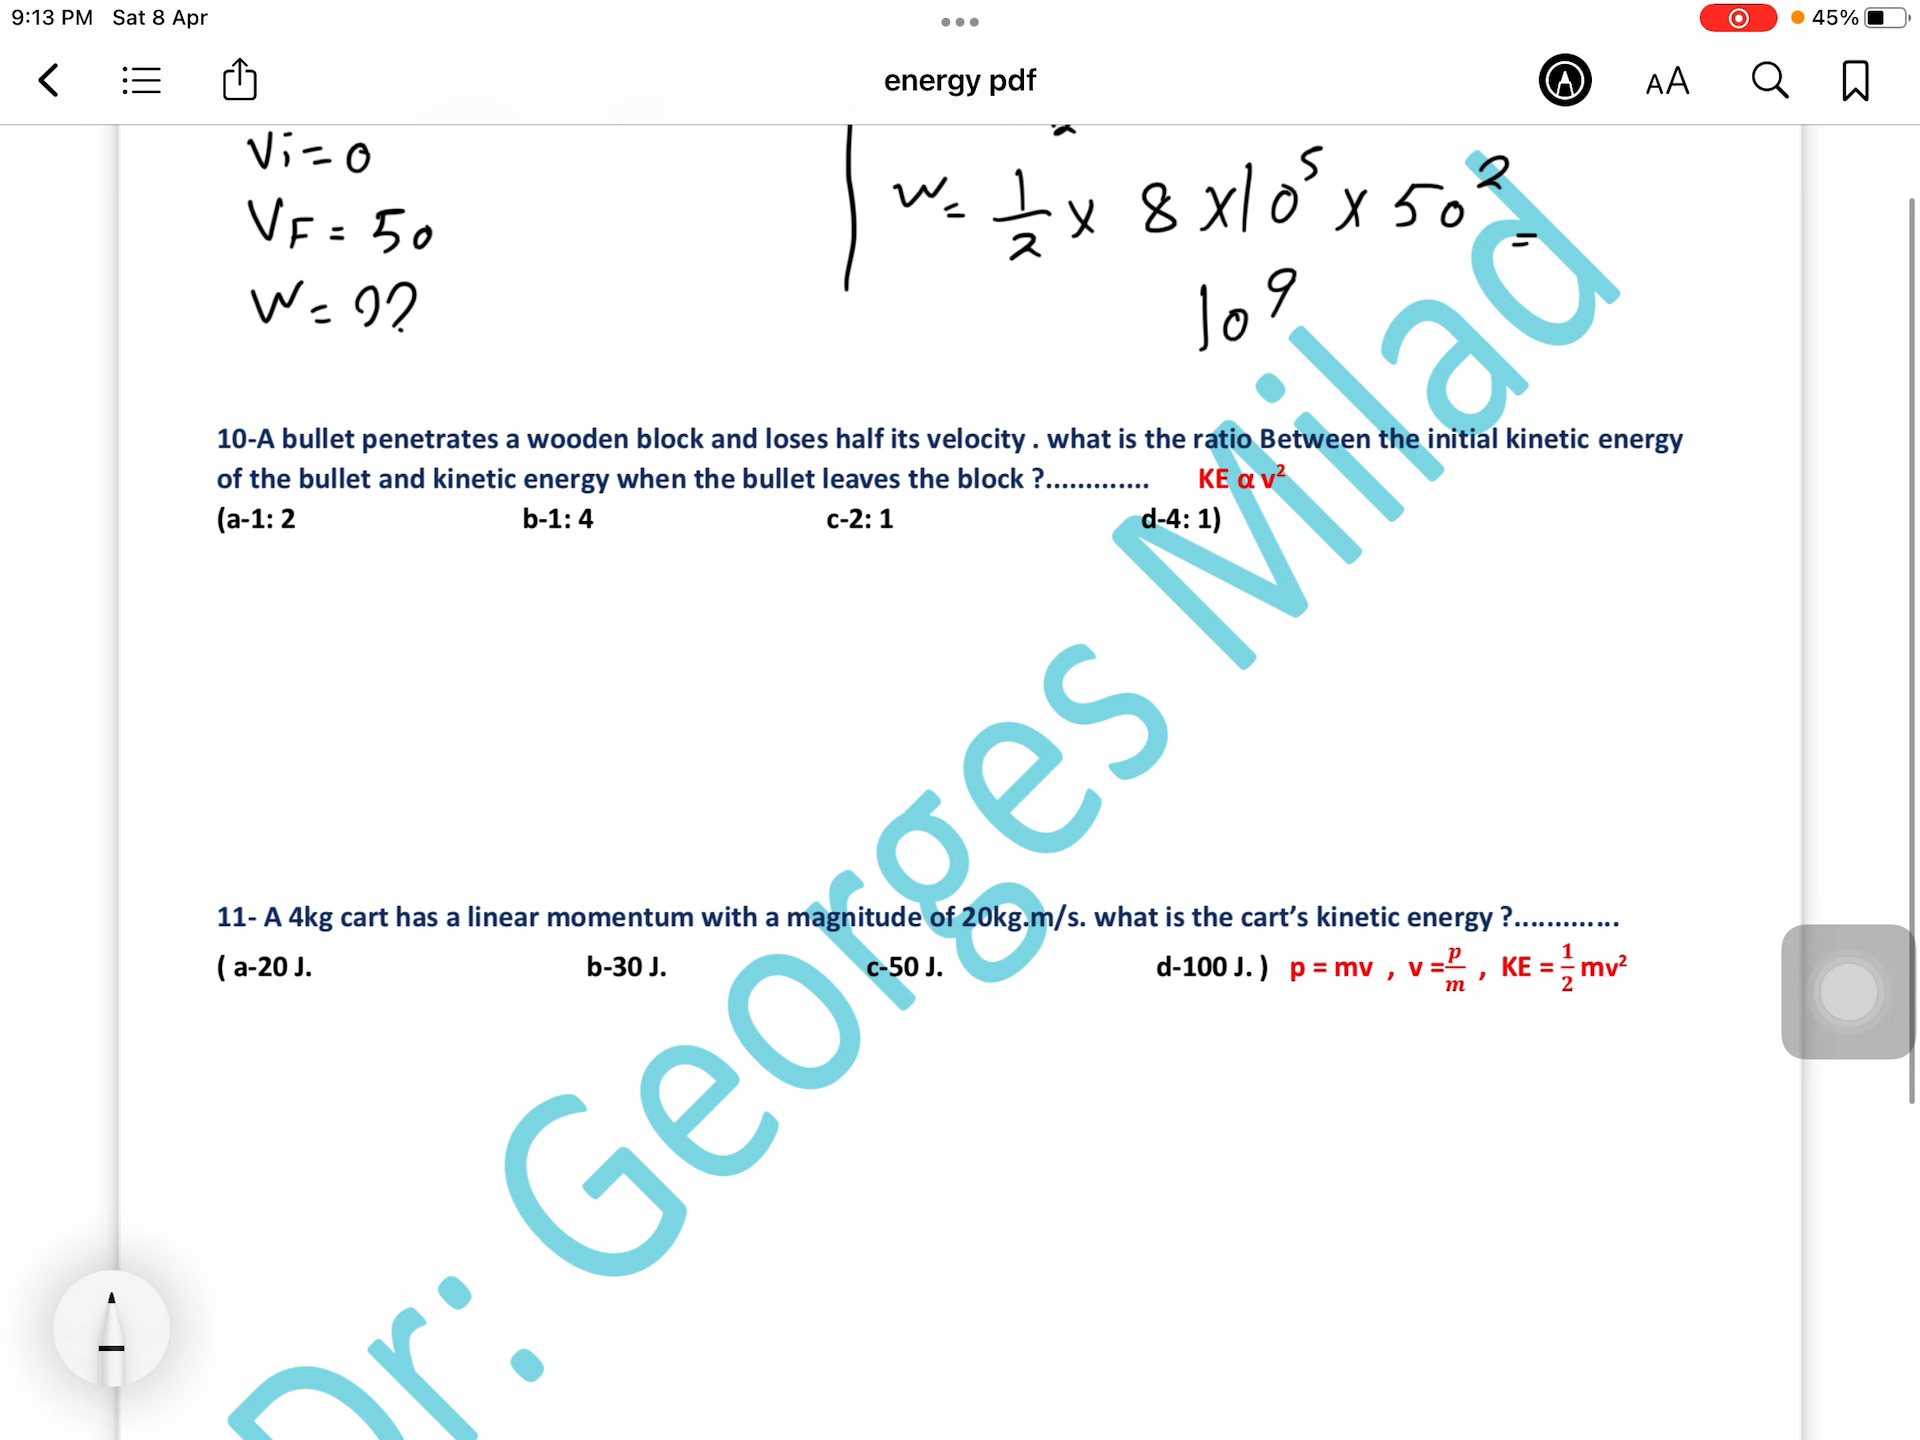 9:13 PM Sat 8 Apr
45%
energy pdf
AA
Vi = 0
VF = 50
W = ??
W = 1/2 x 8 x 10^5 x 50^2 =
10^9
10-A bullet penetrates a wooden block and loses half its velocity . what is the ratio Between the initial kinetic energy
of the bullet and kinetic energy when the bullet leaves the block ?............. KE α v²
(a-1: 2 b-1: 4 c-2: 1 d-4: 1)
11- A 4kg cart has a linear momentum with a magnitude of 20kg.m/s. what is the cart's kinetic energy ?.............
( a-20 J. b-30 J. c-50 J. d-100 J. ) p = mv , v = p/m , KE = 1/2 mv²
Dr: Georges Milad